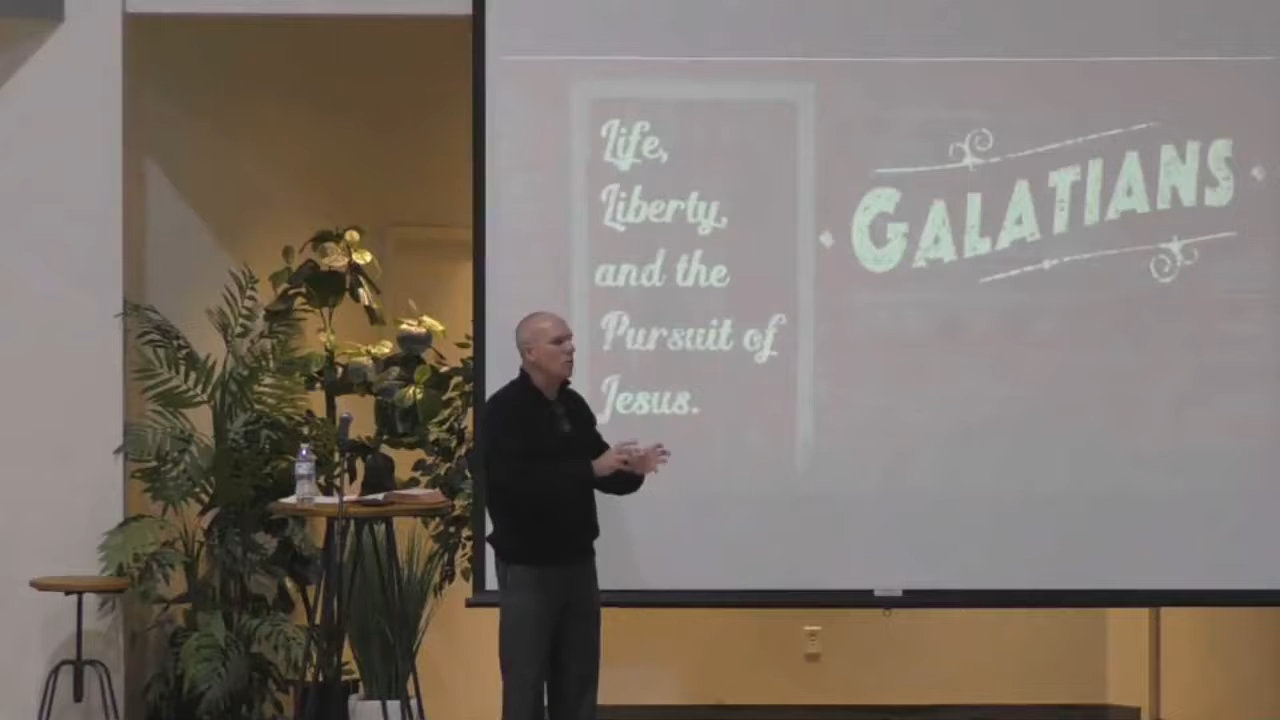 Life,
Liberty,
and the
Pursuit of
Jesus.
GALATIANS